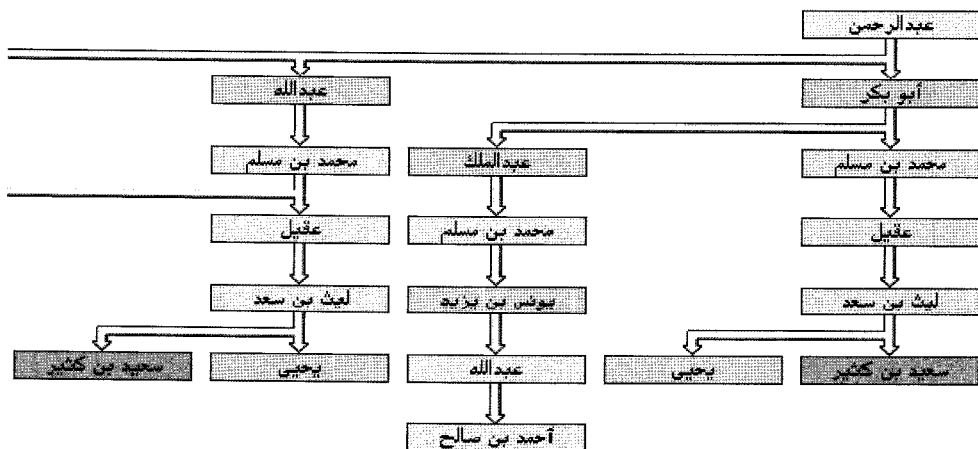 عبدالرحمن
أبو بكر
عبدالله
عبدالملك
محمد بن مسلم
محمد بن مسلم
عقيل
محمد بن مسلم
عقيل
ليث بن سعد
يونس بن يزيد
ليث بن سعد
سعيد بن كثير
يحيى
عبدالله
يحيى
سعيد بن كثير
أحمد بن صالح